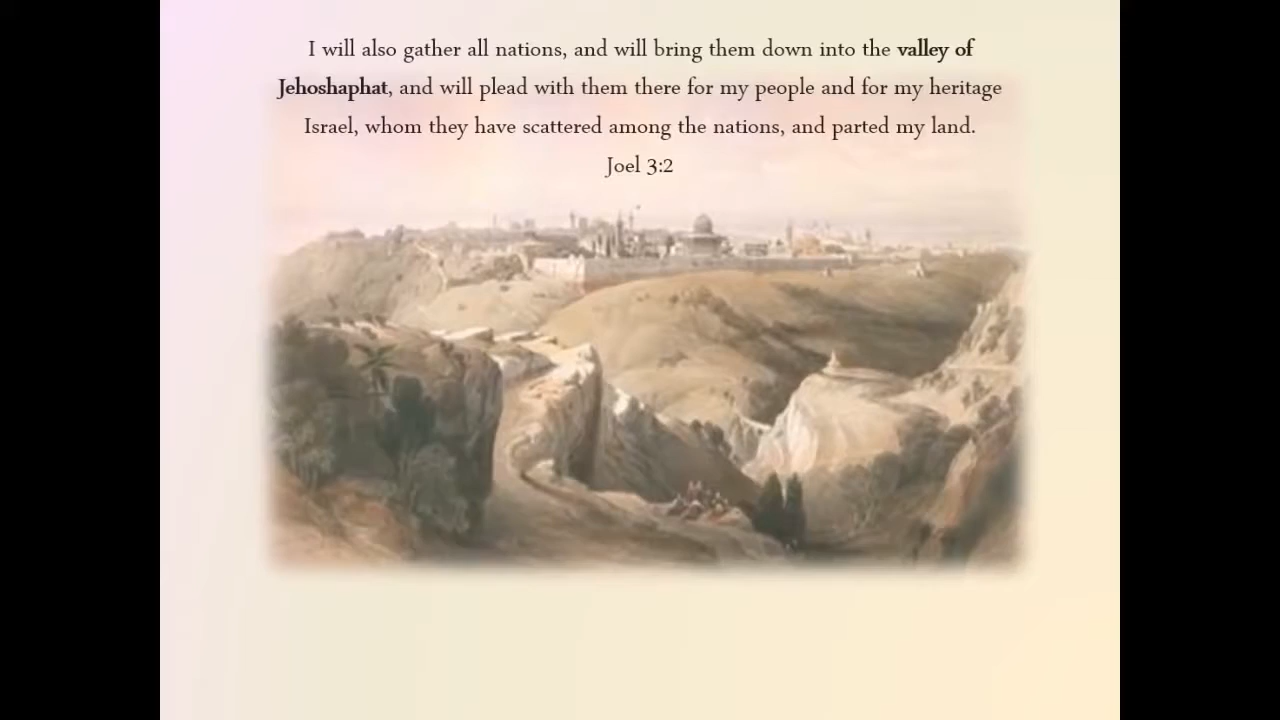 I will also gather all nations, and will bring them down into the valley of
Jehoshaphat, and will plead with them there for my people and for my heritage
Israel, whom they have scattered among the nations, and parted my land.
Joel 3:2